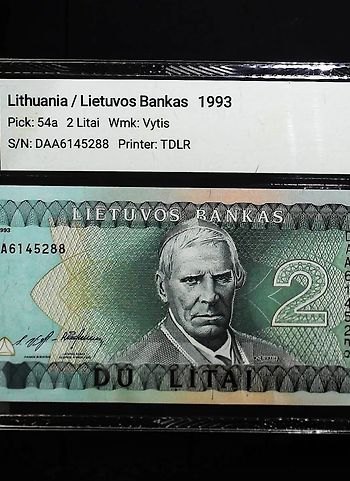 Lithuania / Lietuvos Bankas 1993
Pick: 54a 2 Litai Wmk: Vytis
S/N: DAA6145288 Printer: TDLR
LIETUVOS BANKAS
1993
A6145288
2
DU LITAI